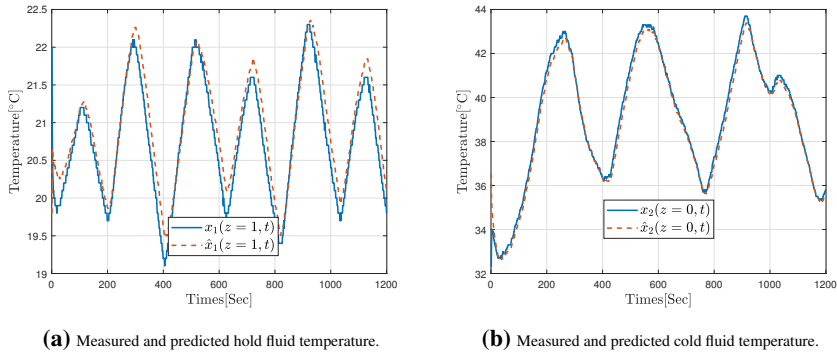 22.5
22
21.5
21
20.5
20
19.5
19
Temperature[°C]
0 200 400 600 800 1000 1200
Times[Sec]
x₁(z = 1, t)
x̂₁(z = 1, t)
(a) Measured and predicted hold fluid temperature.
44
42
40
38
36
34
32
Temperature[°C]
0 200 400 600 800 1000 1200
Times[Sec]
x₂(z = 0, t)
x̂₂(z = 0, t)
(b) Measured and predicted cold fluid temperature.